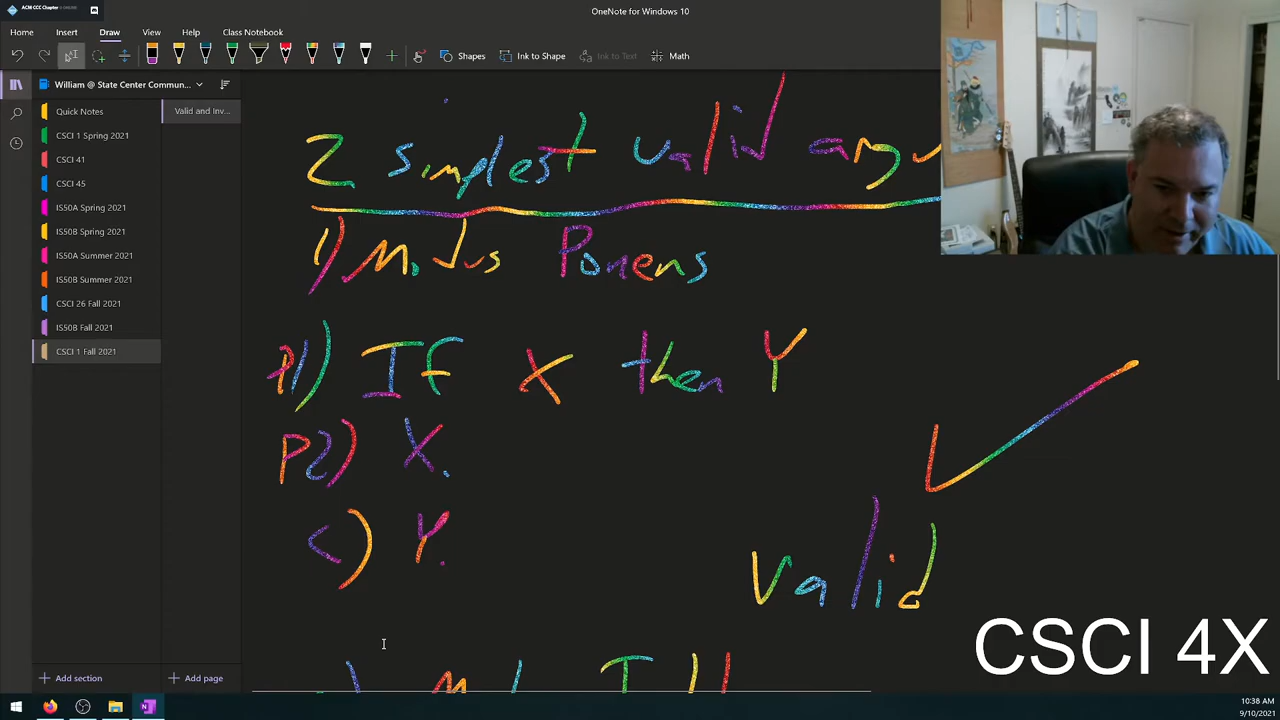 ACM CCC Chapter
OneNote for Windows 10
Home Insert Draw View Help Class Notebook
Shapes Ink to Shape Ink to Text Math
William @ State Center Commun...
Quick Notes
CSCI 1 Spring 2021
CSCI 41
CSCI 45
IS50A Spring 2021
IS50B Spring 2021
IS50A Summer 2021
IS50B Summer 2021
CSCI 26 Fall 2021
IS50B Fall 2021
CSCI 1 Fall 2021
Valid and Inv...
2 simplest valid argu
1) Modus Ponens
P1) If X then Y
P2) X.
C) Y.
Valid
CSCI 4X
Add section
Add page
10:38 AM
9/10/2021